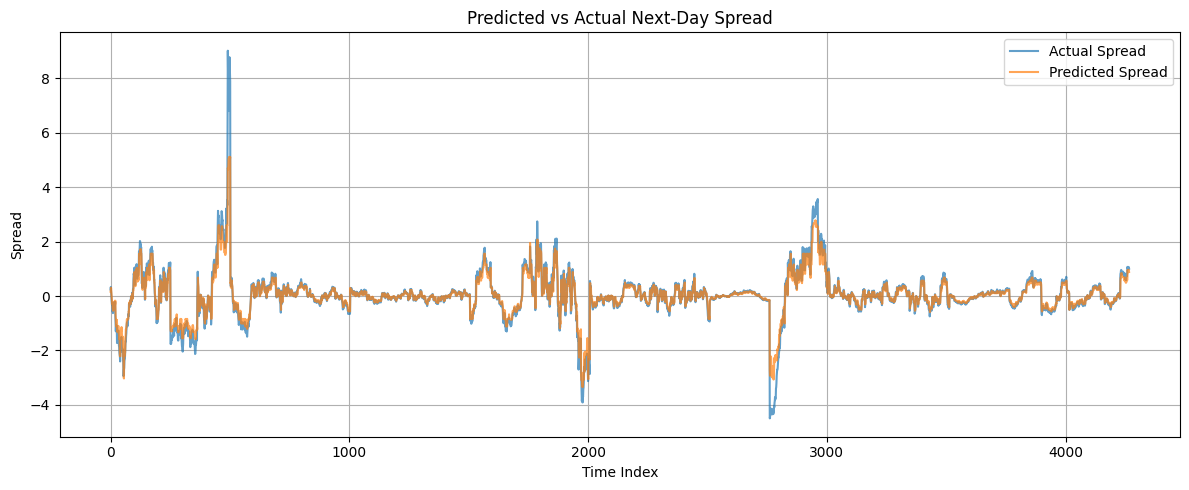 Predicted vs Actual Next-Day Spread
Actual Spread
Predicted Spread
8
6
4
2
0
−2
−4
Spread
0 1000 2000 3000 4000
Time Index